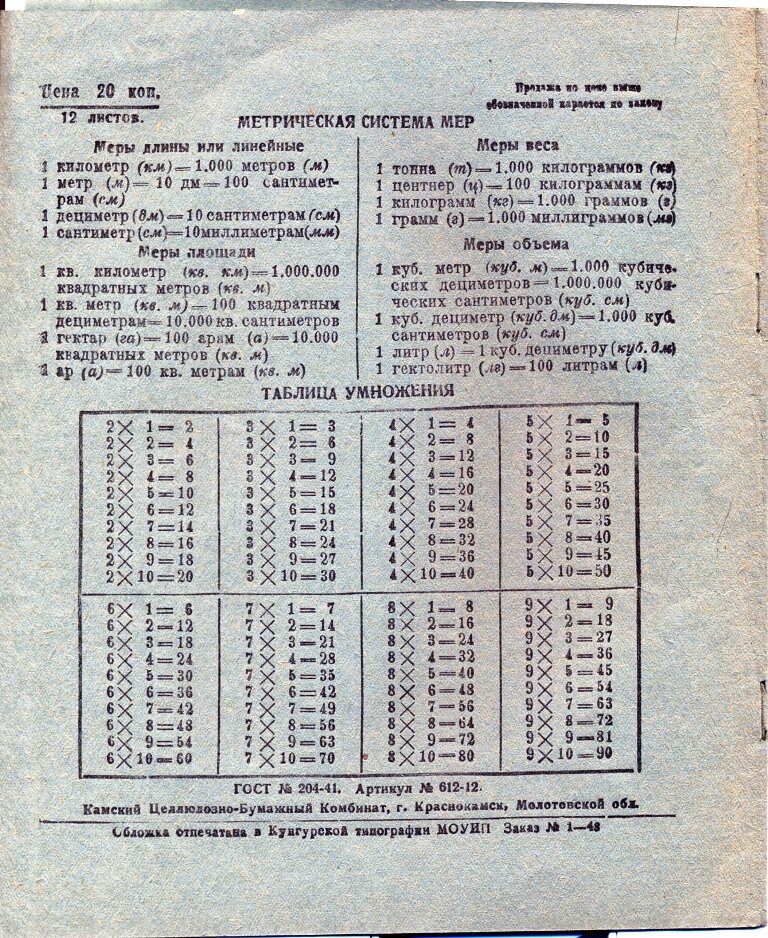 Цена 20 коп.
12 листов.
Продажа по цене выше
обозначенной карается по закону
МЕТРИЧЕСКАЯ СИСТЕМА МЕР
Меры длины или линейные
1 километр (км)=1.000 метров (м)
1 метр (м)= 10 дм=100 сантимет-
рам (см)
1 дециметр (дм)=10 сантиметрам (см)
1 сантиметр (см)=10 миллиметрам (мм)
Меры площади
1 кв. километр (кв. км)=1.000.000
квадратных метров (кв. м)
1 кв. метр (кв. м)=100 квадратным
дециметрам=10.000 кв. сантиметров
1 гектар (га)=100 арам (а)=10.000
квадратных метров (кв. м)
1 ар (а)=100 кв. метрам (кв. м)
Меры веса
1 тонна (т)=1.000 килограммов (кг)
1 центнер (ц)=100 килограммам (кг)
1 килограмм (кг)=1.000 граммов (г)
1 грамм (г)=1.000 миллиграммов (мг)
Меры объема
1 куб. метр (куб. м)=1.000 кубиче-
ских дециметров=1.000.000 куби-
ческих сантиметров (куб. см)
1 куб. дециметр (куб. дм)=1.000 куб.
сантиметров (куб. см)
1 литр (л)=1 куб. дециметру (куб. дм)
1 гектолитр (лг)=100 литрам (л)
ТАБЛИЦА УМНОЖЕНИЯ
2× 1= 2 3× 1= 3 4× 1= 4 5× 1= 5
2× 2= 4 3× 2= 6 4× 2= 8 5× 2=10
2× 3= 6 3× 3= 9 4× 3=12 5× 3=15
2× 4= 8 3× 4=12 4× 4=16 5× 4=20
2× 5=10 3× 5=15 4× 5=20 5× 5=25
2× 6=12 3× 6=18 4× 6=24 5× 6=30
2× 7=14 3× 7=21 4× 7=28 5× 7=35
2× 8=16 3× 8=24 4× 8=32 5× 8=40
2× 9=18 3× 9=27 4× 9=36 5× 9=45
2×10=20 3×10=30 4×10=40 5×10=50
6× 1= 6 7× 1= 7 8× 1= 8 9× 1= 9
6× 2=12 7× 2=14 8× 2=16 9× 2=18
6× 3=18 7× 3=21 8× 3=24 9× 3=27
6× 4=24 7× 4=28 8× 4=32 9× 4=36
6× 5=30 7× 5=35 8× 5=40 9× 5=45
6× 6=36 7× 6=42 8× 6=48 9× 6=54
6× 7=42 7× 7=49 8× 7=56 9× 7=63
6× 8=48 7× 8=56 8× 8=64 9× 8=72
6× 9=54 7× 9=63 8× 9=72 9× 9=81
6×10=60 7×10=70 8×10=80 9×10=90
ГОСТ № 204-41. Артикул № 612-12.
Камский Целлюлозно-Бумажный Комбинат, г. Краснокамск, Молотовской обл.
Обложка отпечатана в Кунгурской типографии МОУИП Заказ № 1—48